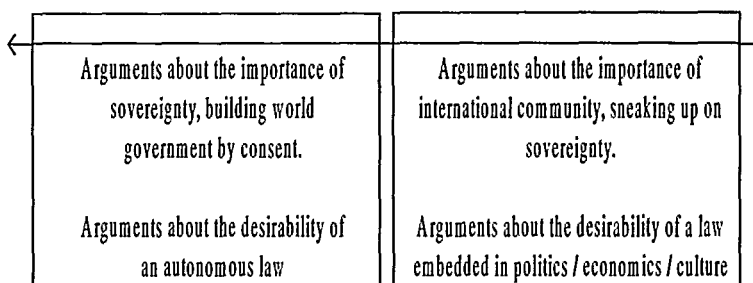 Arguments about the importance of
sovereignty, building world
government by consent.
Arguments about the desirability of
an autonomous law
Arguments about the importance of
international community, sneaking up on
sovereignty.
Arguments about the desirability of a law
embedded in politics / economics / culture